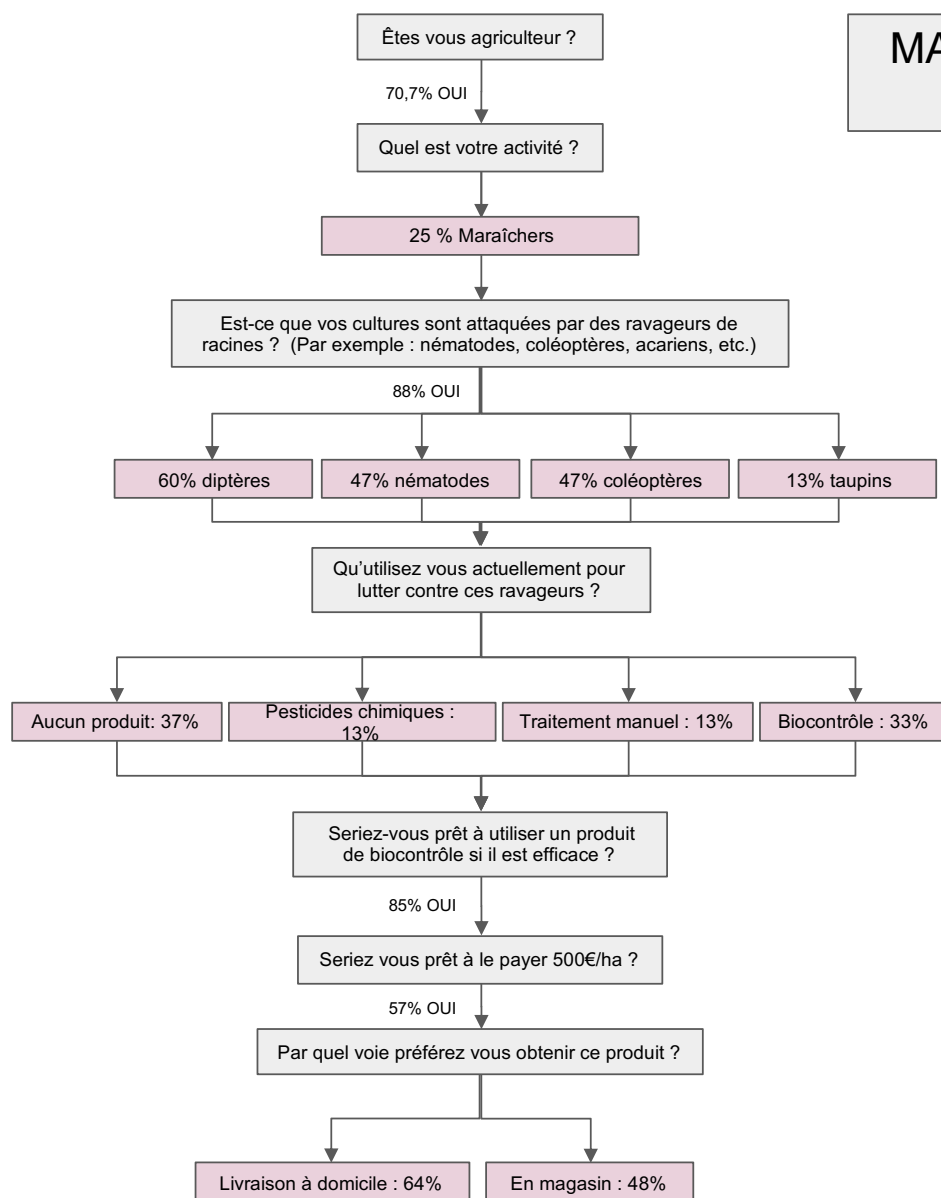 Êtes vous agriculteur ?
MA
70,7% OUI
Quel est votre activité ?
25 % Maraîchers
Est-ce que vos cultures sont attaquées par des ravageurs de
racines ?  (Par exemple : nématodes, coléoptères, acariens, etc.)
88% OUI
60% diptères
47% nématodes
47% coléoptères
13% taupins
Qu’utilisez vous actuellement pour
lutter contre ces ravageurs ?
Aucun produit: 37%
Pesticides chimiques :
13%
Traitement manuel : 13%
Biocontrôle : 33%
Seriez-vous prêt à utiliser un produit
de biocontrôle si il est efficace ?
85% OUI
Seriez vous prêt à le payer 500€/ha ?
57% OUI
Par quel voie préférez vous obtenir ce produit ?
Livraison à domicile : 64%
En magasin : 48%